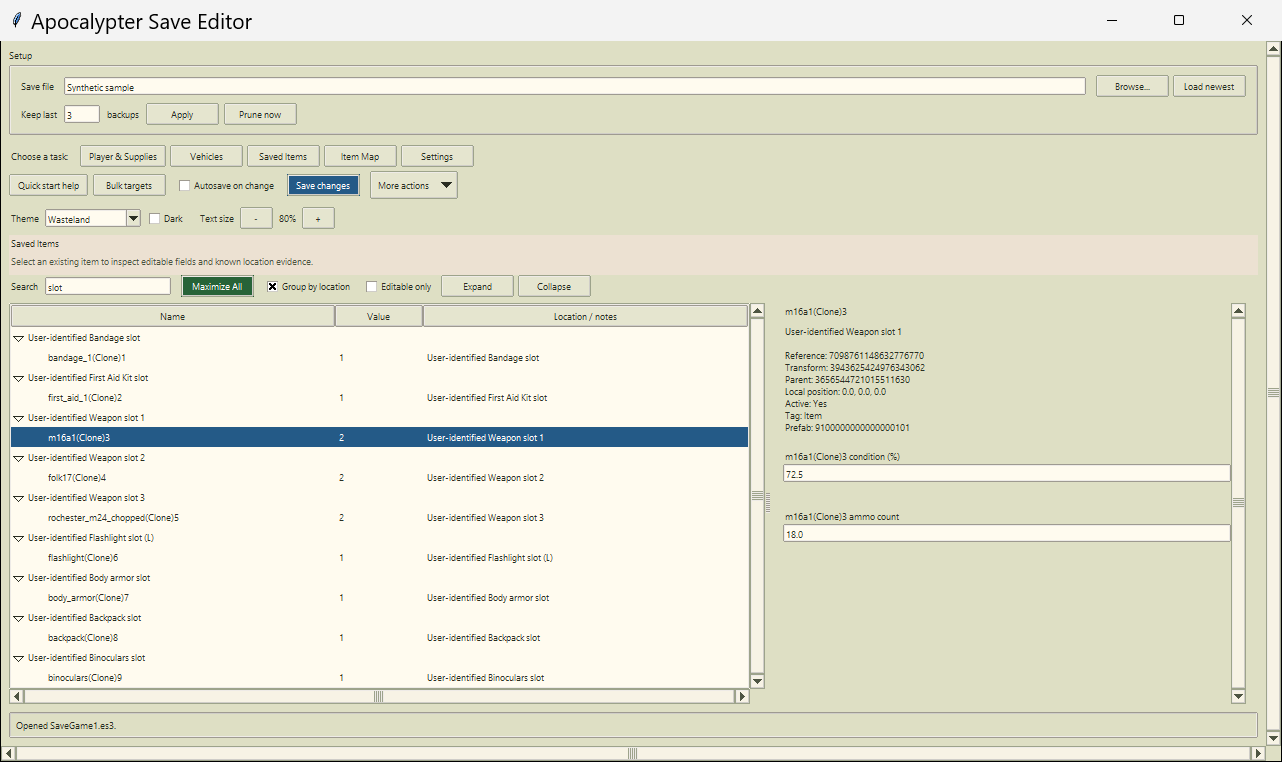 Apocalypter Save Editor
Setup
Save file Synthetic sample Browse... Load newest
Keep last 3 backups Apply Prune now
Choose a task: Player & Supplies Vehicles Saved Items Item Map Settings
Quick start help Bulk targets Autosave on change Save changes More actions
Theme Wasteland Dark Text size - 80% +
Saved Items
Select an existing item to inspect editable fields and known location evidence.
Search slot Maximize All Group by location Editable only Expand Collapse
Name Value Location / notes
User-identified Bandage slot
bandage_1(Clone)1 1 User-identified Bandage slot
User-identified First Aid Kit slot
first_aid_1(Clone)2 1 User-identified First Aid Kit slot
User-identified Weapon slot 1
m16a1(Clone)3 2 User-identified Weapon slot 1
User-identified Weapon slot 2
folk17(Clone)4 2 User-identified Weapon slot 2
User-identified Weapon slot 3
rochester_m24_chopped(Clone)5 2 User-identified Weapon slot 3
User-identified Flashlight slot (L)
flashlight(Clone)6 1 User-identified Flashlight slot (L)
User-identified Body armor slot
body_armor(Clone)7 1 User-identified Body armor slot
User-identified Backpack slot
backpack(Clone)8 1 User-identified Backpack slot
User-identified Binoculars slot
binoculars(Clone)9 1 User-identified Binoculars slot
m16a1(Clone)3
User-identified Weapon slot 1
Reference: 7098761148632776770
Transform: 3943625424976343062
Parent: 3656544721015511630
Local position: 0.0, 0.0, 0.0
Active: Yes
Tag: Item
Prefab: 9100000000000000101
m16a1(Clone)3 condition (%)
72.5
m16a1(Clone)3 ammo count
18.0
Opened SaveGame1.es3.